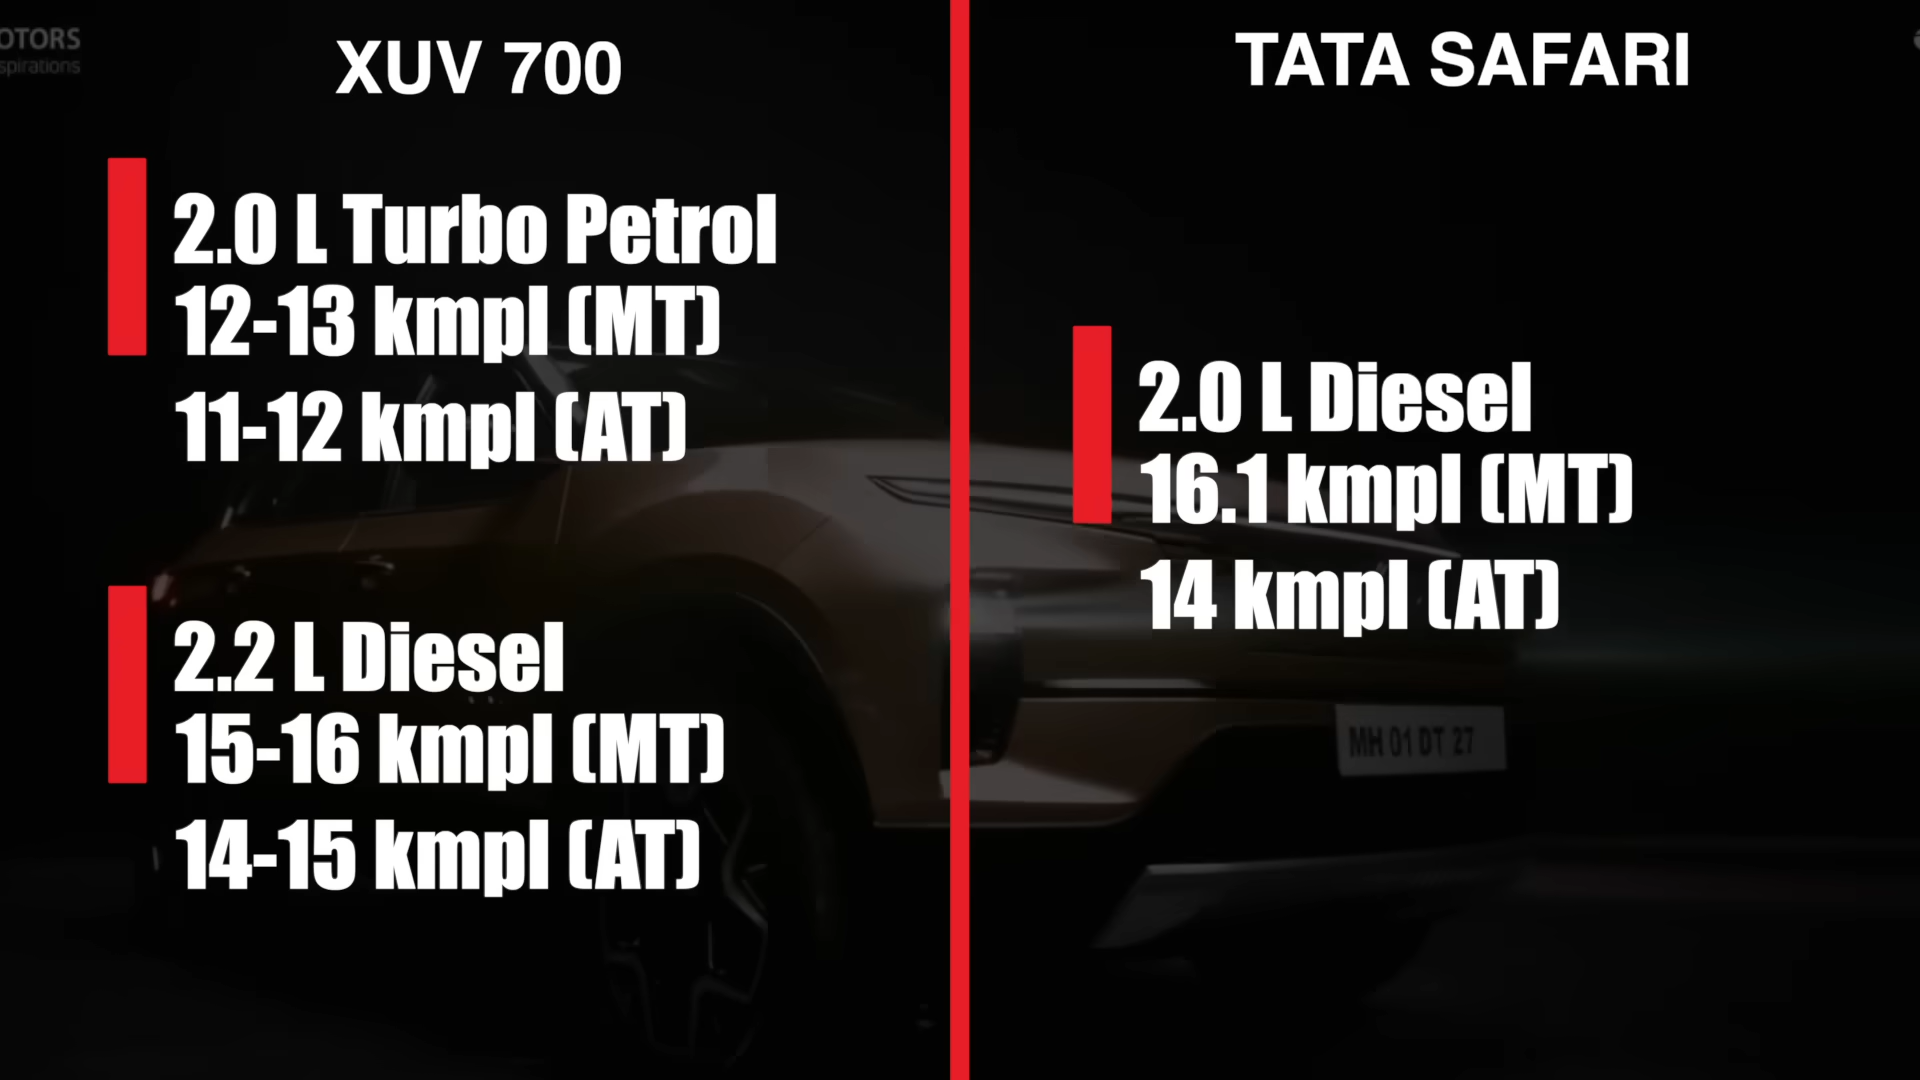 OTORS
spirations
XUV 700
2.0 L Turbo Petrol
12-13 kmpl (MT)
11-12 kmpl (AT)
2.2 L Diesel
15-16 kmpl (MT)
14-15 kmpl (AT)
TATA SAFARI
2.0 L Diesel
16.1 kmpl (MT)
14 kmpl (AT)
MH 01 DT 27